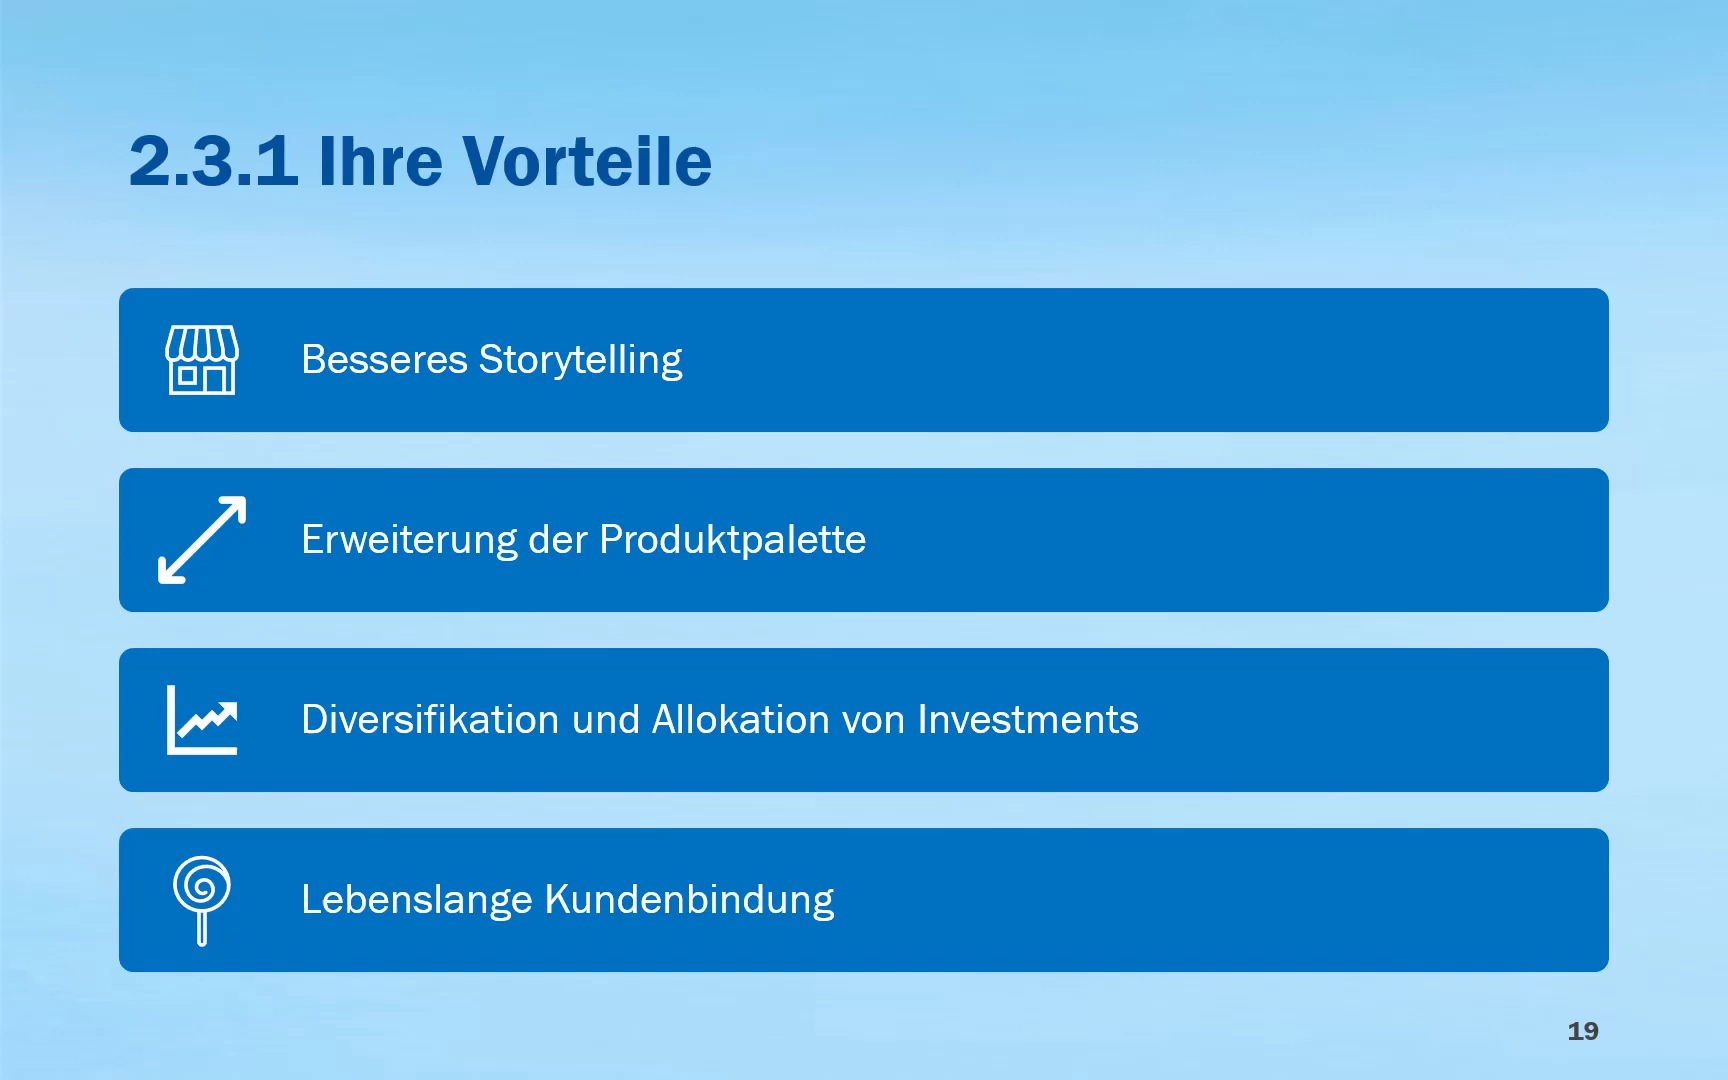 2.3.1 Ihre Vorteile
Besseres Storytelling
Erweiterung der Produktpalette
Diversifikation und Allokation von Investments
Lebenslange Kundenbindung
19